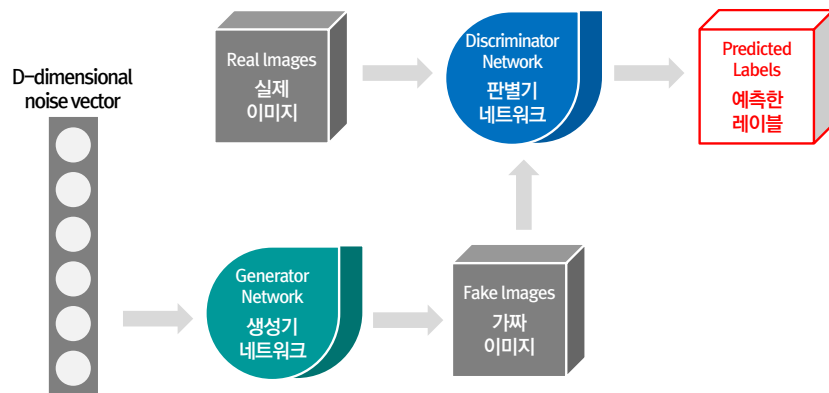 D-dimensional
noise vector
Real Images
실제
이미지
Discriminator
Network
판별기
네트워크
Predicted
Labels
예측한
레이블
Generator
Network
생성기
네트워크
Fake Images
가짜
이미지